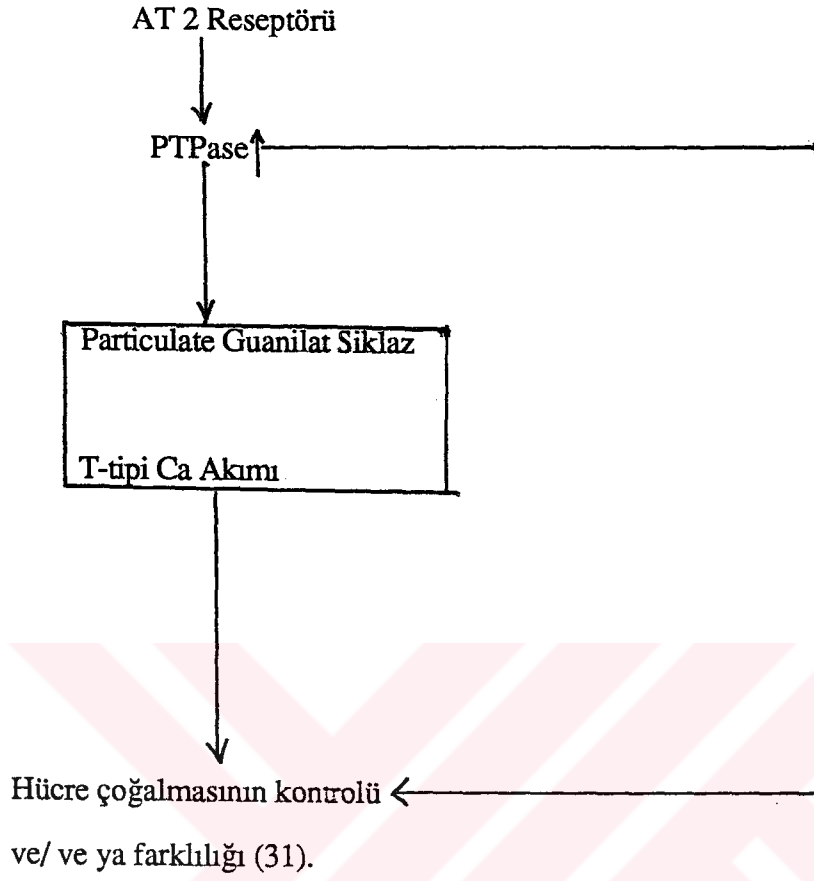 AT 2 Reseptörü
PTPase↑
Particulate Guanilat Siklaz
T-tipi Ca Akımı
Hücre çoğalmasının kontrolü
ve/ ve ya farklılığı (31).